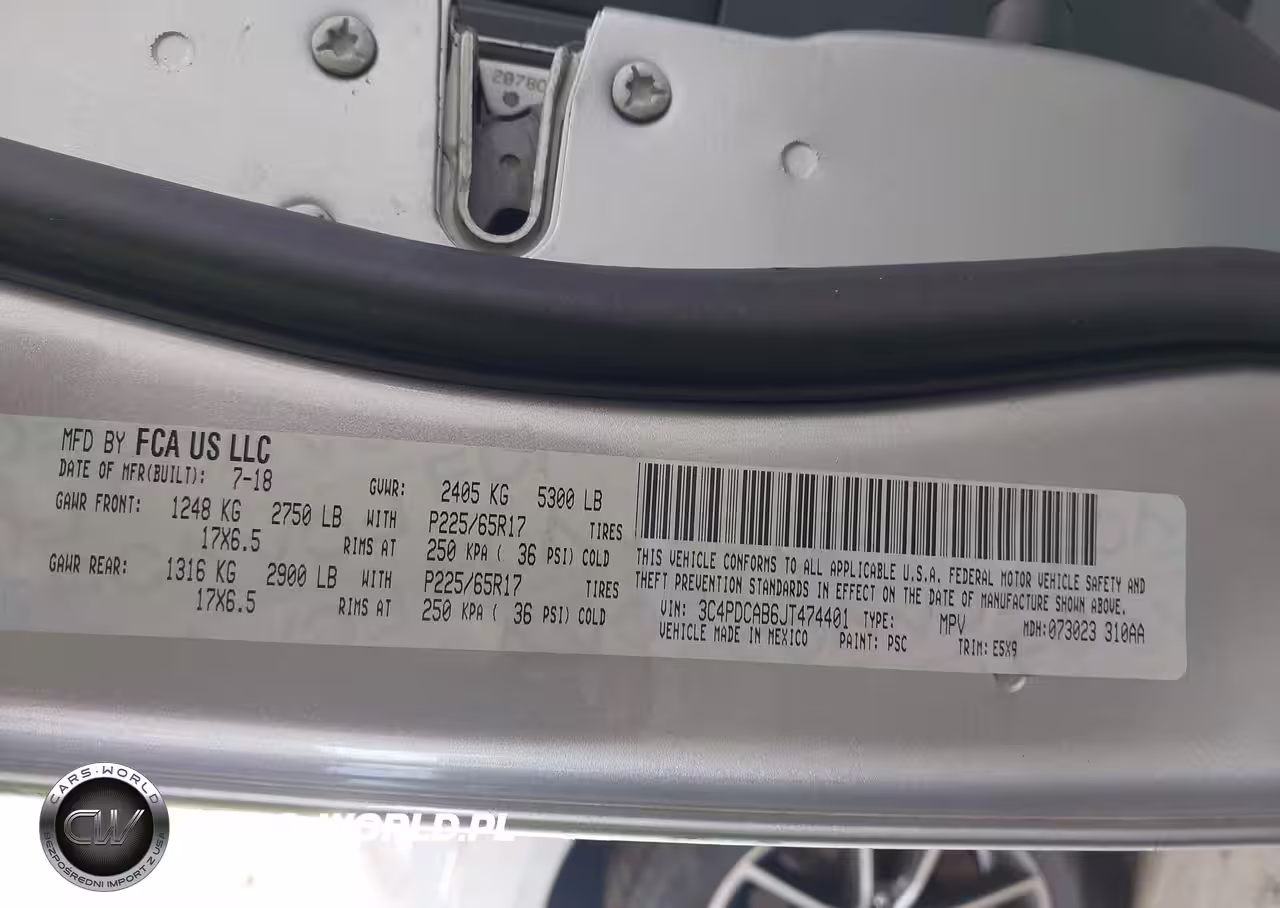 2078C
MFD BY FCA US LLC
DATE OF MFR(BUILT): 7-18 GVWR: 2405 KG 5300 LB
GAWR FRONT: 1248 KG 2750 LB WITH P225/65R17 TIRES
17X6.5 RIMS AT 250 KPA ( 36 PSI) COLD
GAWR REAR: 1316 KG 2900 LB WITH P225/65R17 TIRES
17X6.5 RIMS AT 250 KPA ( 36 PSI) COLD
THIS VEHICLE CONFORMS TO ALL APPLICABLE U.S.A. FEDERAL MOTOR VEHICLE SAFETY AND
THEFT PREVENTION STANDARDS IN EFFECT ON THE DATE OF MANUFACTURE SHOWN ABOVE.
VIN: 3C4PDCAB6JT474401 TYPE: MPV MDH:073023 310AA
VEHICLE MADE IN MEXICO PAINT: PSC TRIM: E5X9
CARS-WORLD
CW
BEZPOŚREDNI IMPORT Z USA
-WORLD.PL